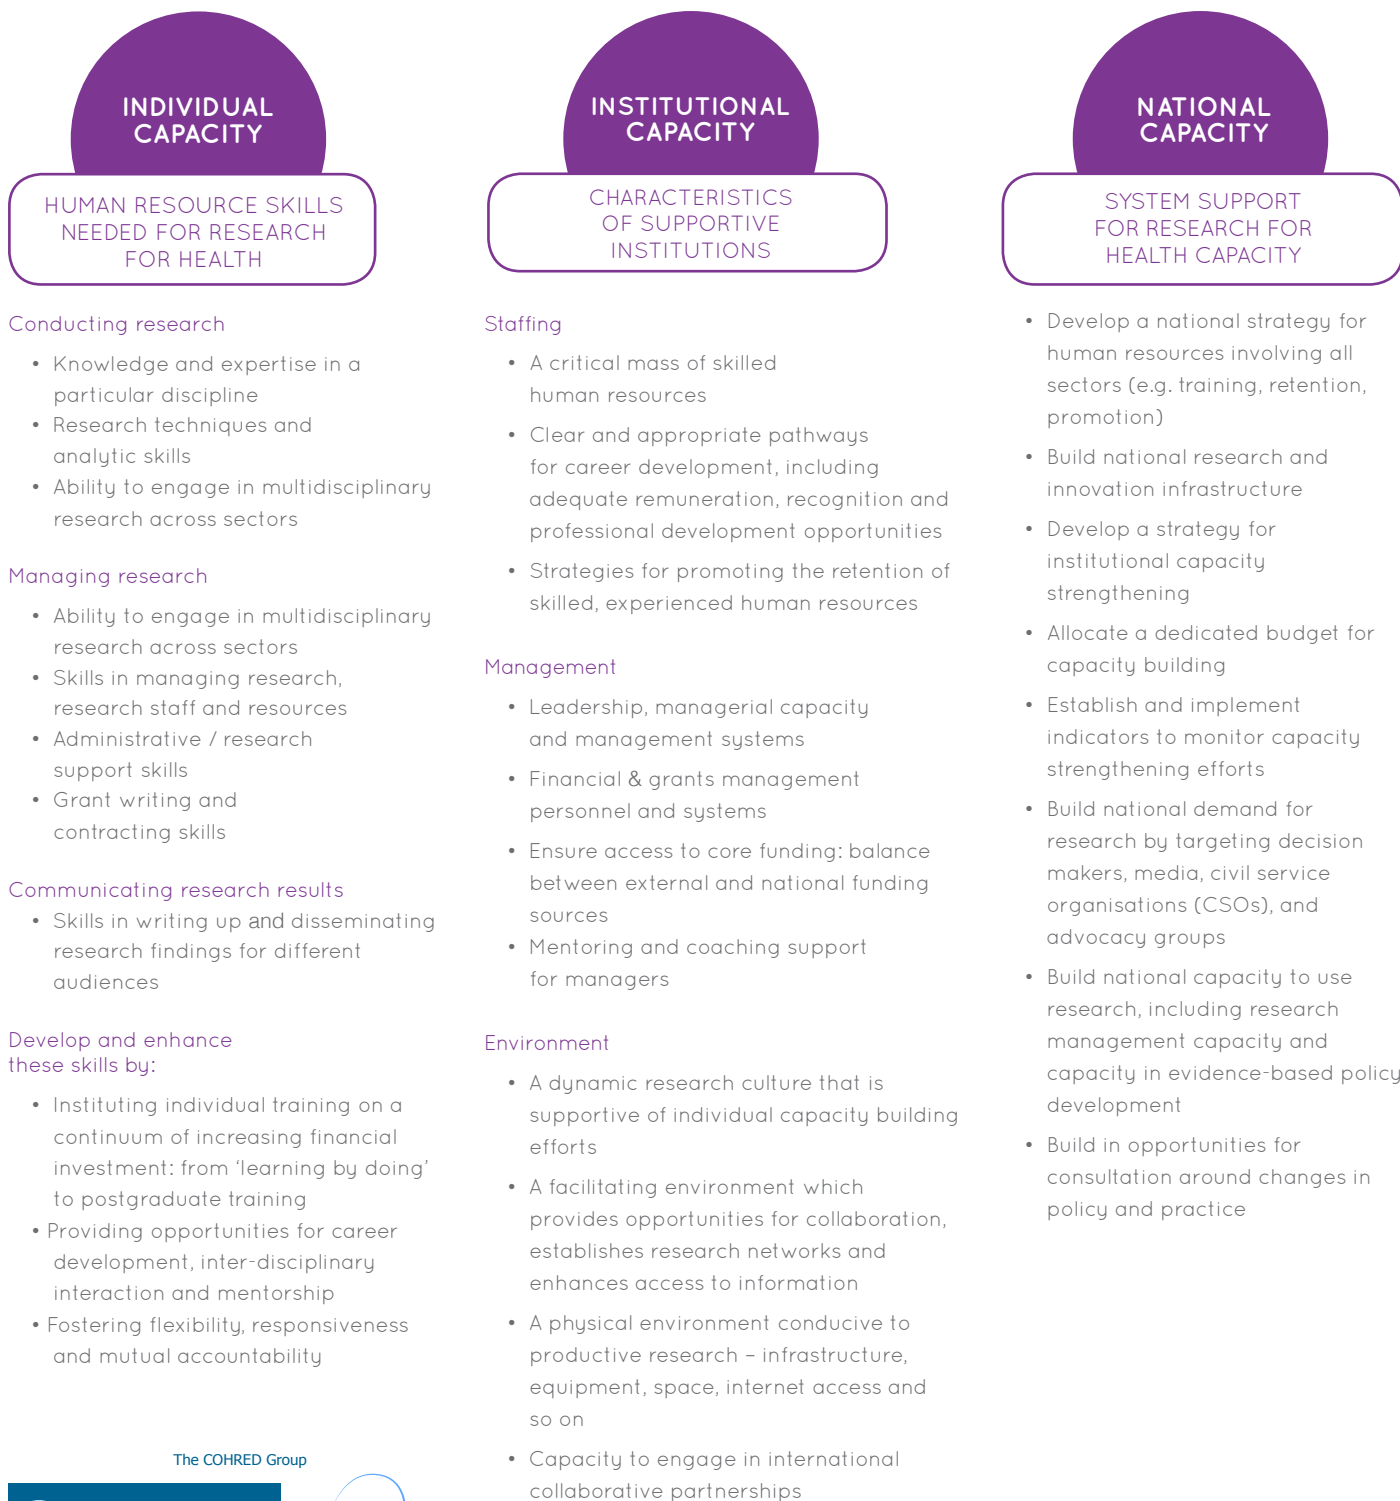 INDIVIDUAL
CAPACITY
HUMAN RESOURCE SKILLS
NEEDED FOR RESEARCH
FOR HEALTH
Conducting research
• Knowledge and expertise in a
particular discipline
• Research techniques and
analytic skills
• Ability to engage in multidisciplinary
research across sectors
Managing research
• Ability to engage in multidisciplinary
research across sectors
• Skills in managing research,
research staff and resources
• Administrative / research
support skills
• Grant writing and
contracting skills
Communicating research results
• Skills in writing up and disseminating
research findings for different
audiences
Develop and enhance
these skills by:
• Instituting individual training on a
continuum of increasing financial
investment: from ‘learning by doing’
to postgraduate training
• Providing opportunities for career
development, inter-disciplinary
interaction and mentorship
• Fostering flexibility, responsiveness
and mutual accountability
The COHRED Group
INSTITUTIONAL
CAPACITY
CHARACTERISTICS
OF SUPPORTIVE
INSTITUTIONS
Staffing
• A critical mass of skilled
human resources
• Clear and appropriate pathways
for career development, including
adequate remuneration, recognition and
professional development opportunities
• Strategies for promoting the retention of
skilled, experienced human resources
Management
• Leadership, managerial capacity
and management systems
• Financial & grants management
personnel and systems
• Ensure access to core funding: balance
between external and national funding
sources
• Mentoring and coaching support
for managers
Environment
• A dynamic research culture that is
supportive of individual capacity building
efforts
• A facilitating environment which
provides opportunities for collaboration,
establishes research networks and
enhances access to information
• A physical environment conducive to
productive research – infrastructure,
equipment, space, internet access and
so on
• Capacity to engage in international
collaborative partnerships
NATIONAL
CAPACITY
SYSTEM SUPPORT
FOR RESEARCH FOR
HEALTH CAPACITY
• Develop a national strategy for
human resources involving all
sectors (e.g. training, retention,
promotion)
• Build national research and
innovation infrastructure
• Develop a strategy for
institutional capacity
strengthening
• Allocate a dedicated budget for
capacity building
• Establish and implement
indicators to monitor capacity
strengthening efforts
• Build national demand for
research by targeting decision
makers, media, civil service
organisations (CSOs), and
advocacy groups
• Build national capacity to use
research, including research
management capacity and
capacity in evidence-based policy
development
• Build in opportunities for
consultation around changes in
policy and practice